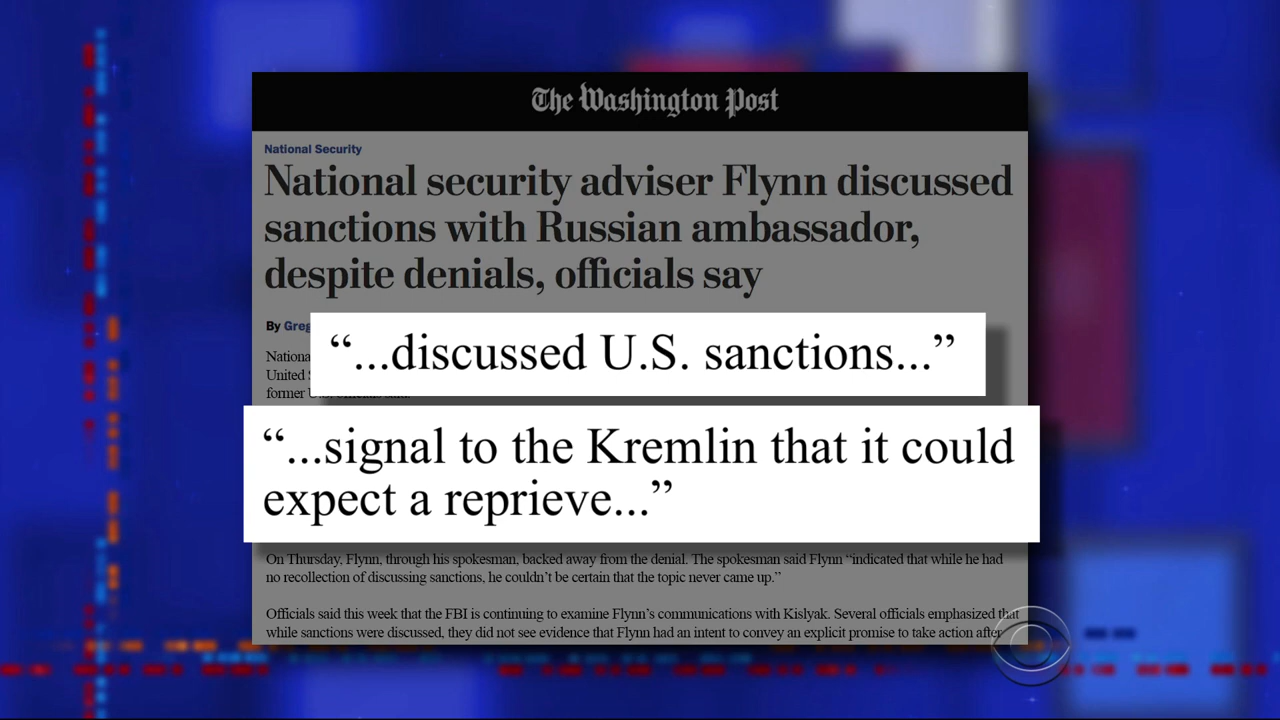 The Washington Post
National Security
National security adviser Flynn discussed
sanctions with Russian ambassador,
despite denials, officials say
By Greg
Nationa
United S
former U.S. officials said.
“...discussed U.S. sanctions...”
“...signal to the Kremlin that it could
expect a reprieve...”
On Thursday, Flynn, through his spokesman, backed away from the denial. The spokesman said Flynn “indicated that while he had
no recollection of discussing sanctions, he couldn’t be certain that the topic never came up.”
Officials said this week that the FBI is continuing to examine Flynn’s communications with Kislyak. Several officials emphasized that
while sanctions were discussed, they did not see evidence that Flynn had an intent to convey an explicit promise to take action after